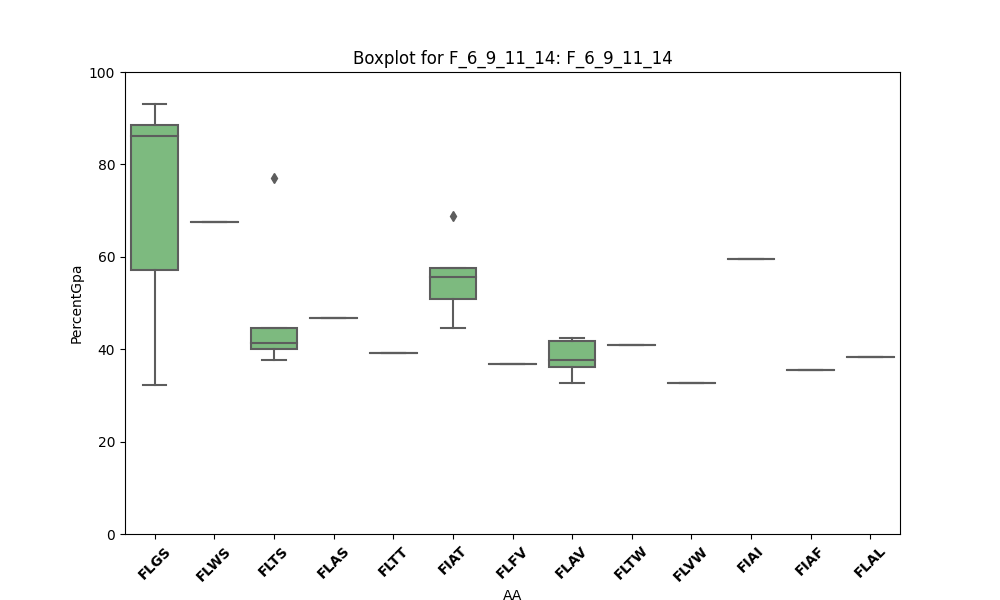 Boxplot for F_6_9_11_14: F_6_9_11_14
PercentGpa
100
80
60
40
20
0
FLGS
FLWS
FLTS
FLAS
FLTT
FIAT
FLFV
FLAV
FLTW
FLVW
FIAI
FIAF
FLAL
AA